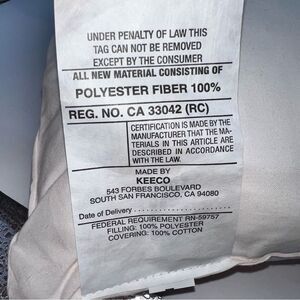 UNDER PENALTY OF LAW THIS
TAG CAN NOT BE REMOVED
EXCEPT BY THE CONSUMER
ALL NEW MATERIAL CONSISTING OF
POLYESTER FIBER 100%
REG. NO. CA 33042 (RC)
CERTIFICATION IS MADE BY THE
MANUFACTURER THAT THE MA-
TERIALS IN THIS ARTICLE ARE
DESCRIBED IN ACCORDANCE
WITH THE LAW.
MADE BY
KEECO
543 FORBES BOULEVARD
SOUTH SAN FRANCISCO, CA 94080
Date of Delivery
FEDERAL REQUIREMENT RN-59757
FILLING: 100% POLYESTER
COVERING: 100% COTTON